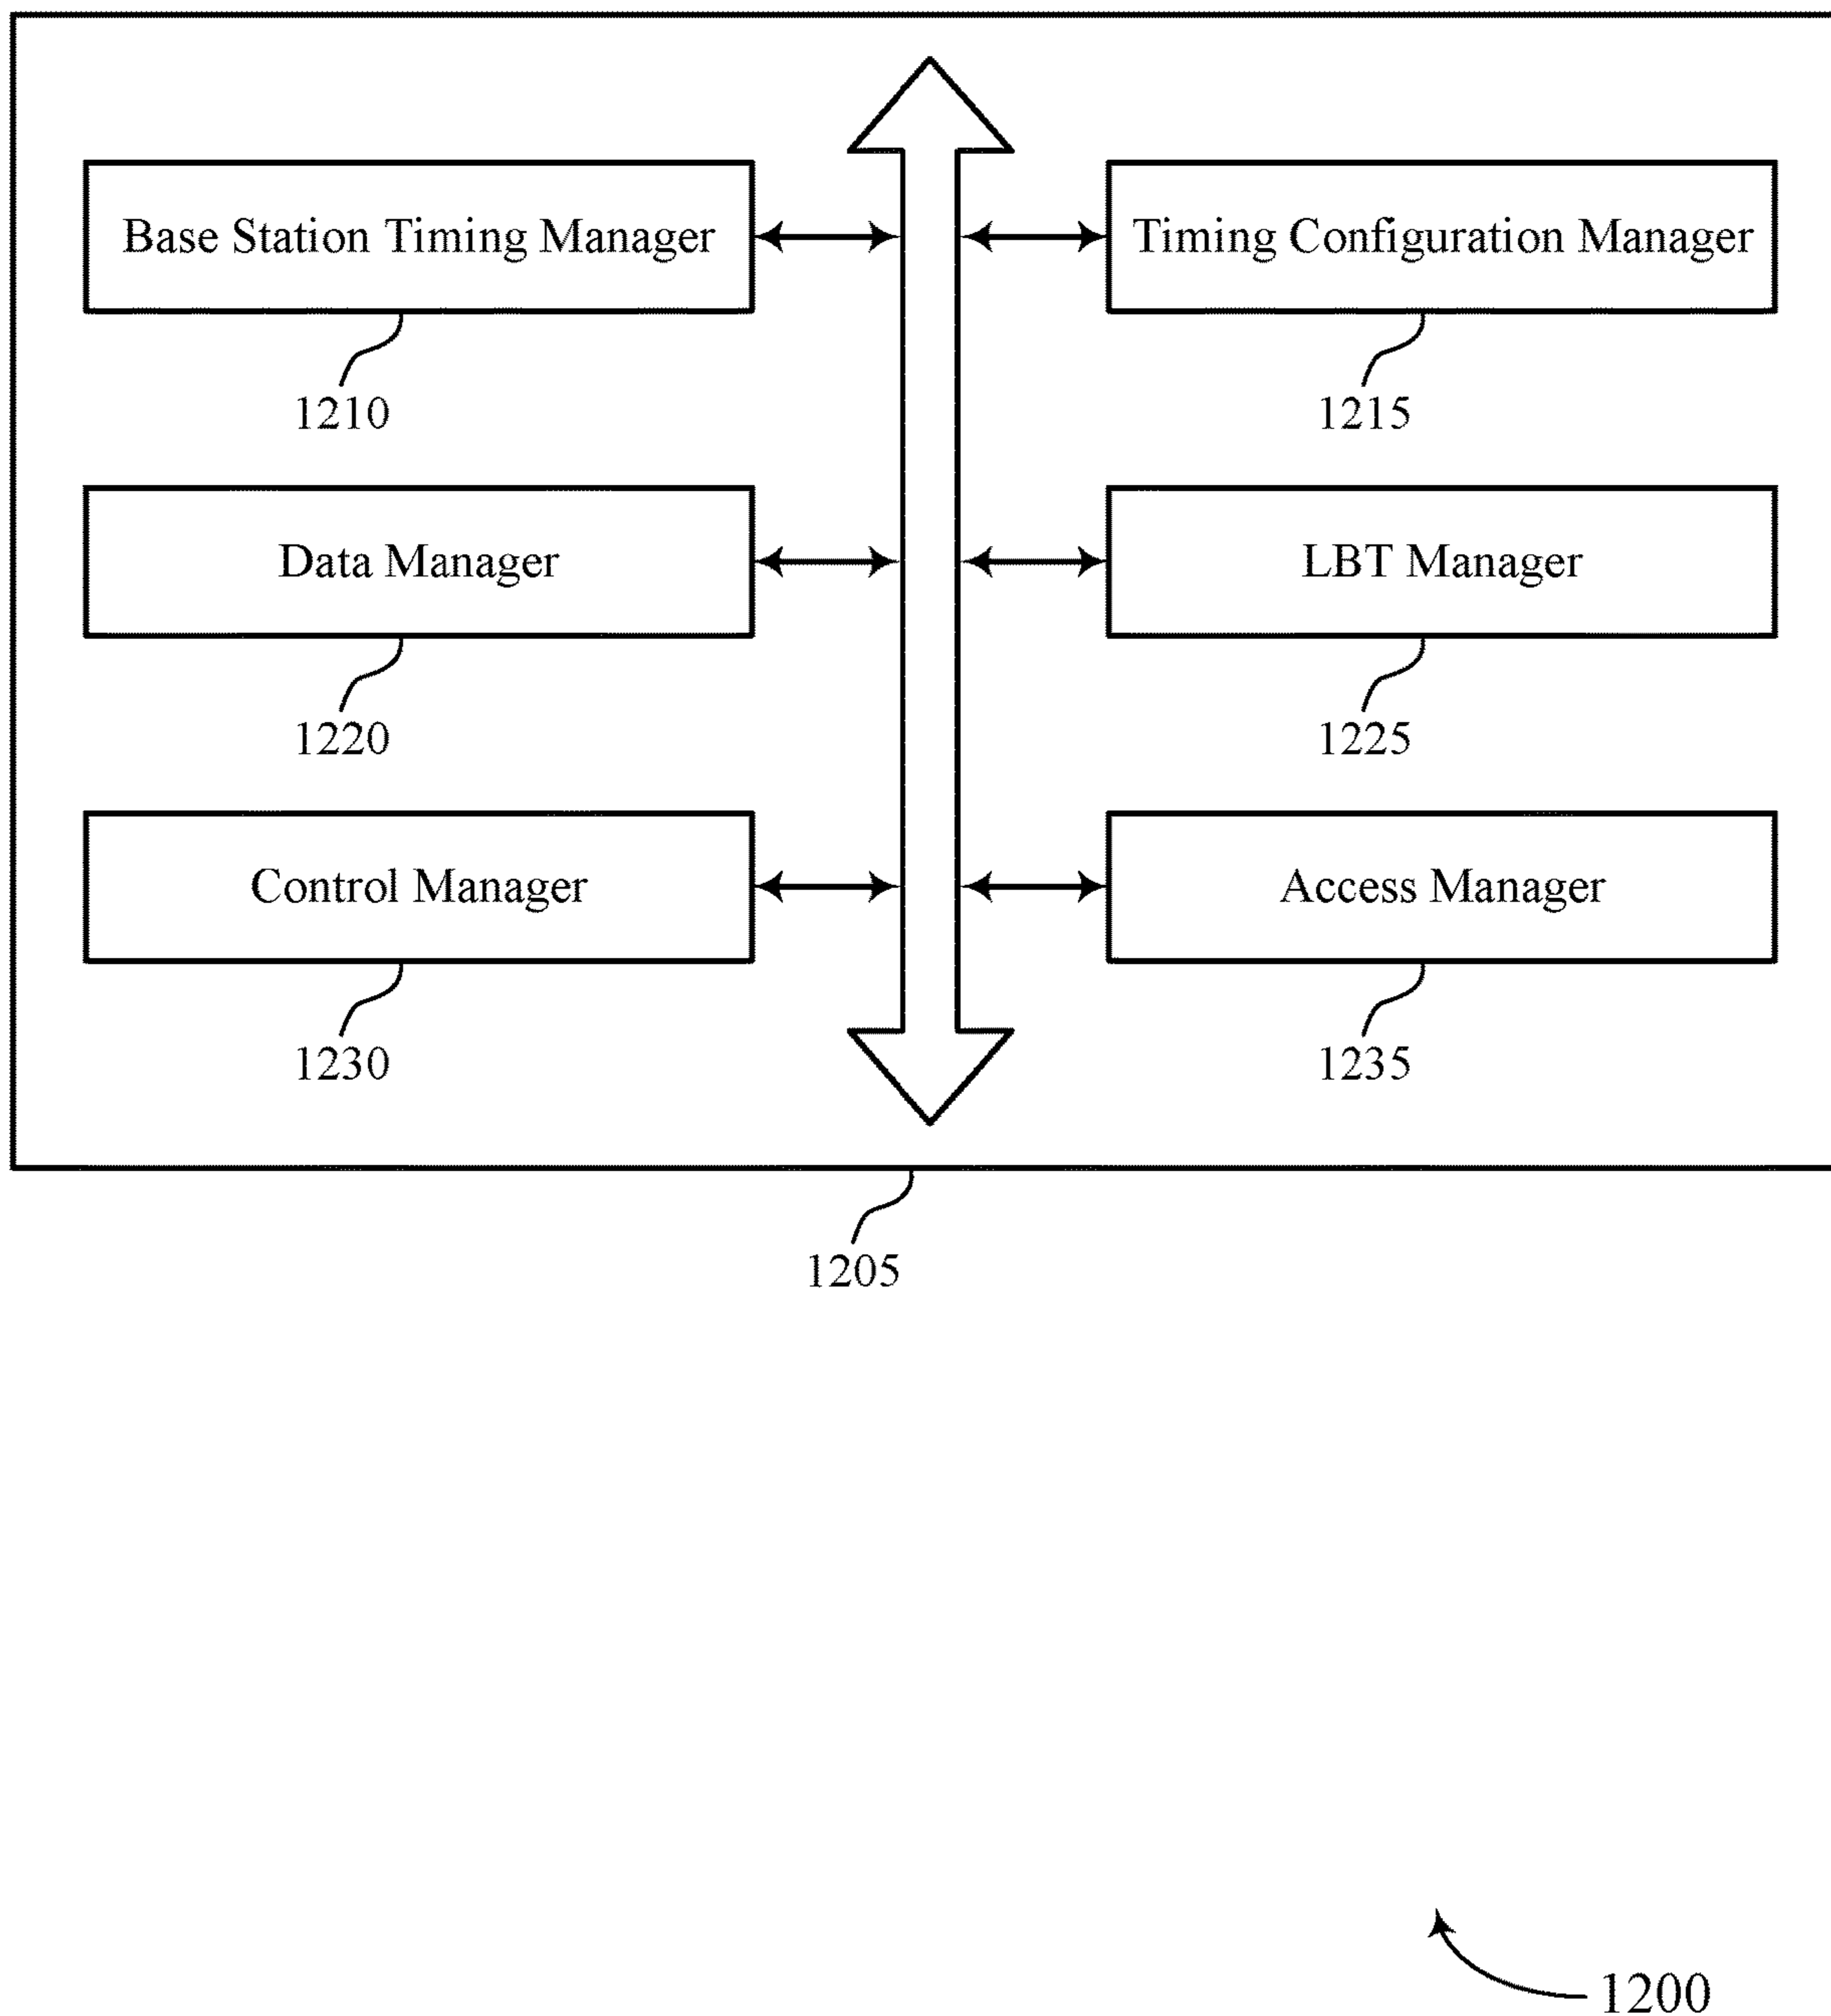 Base Station Timing Manager
Timing Configuration Manager
1210
1215
Data Manager
LBT Manager
1220
1225
Control Manager
Access Manager
1230
1235
1205
1200